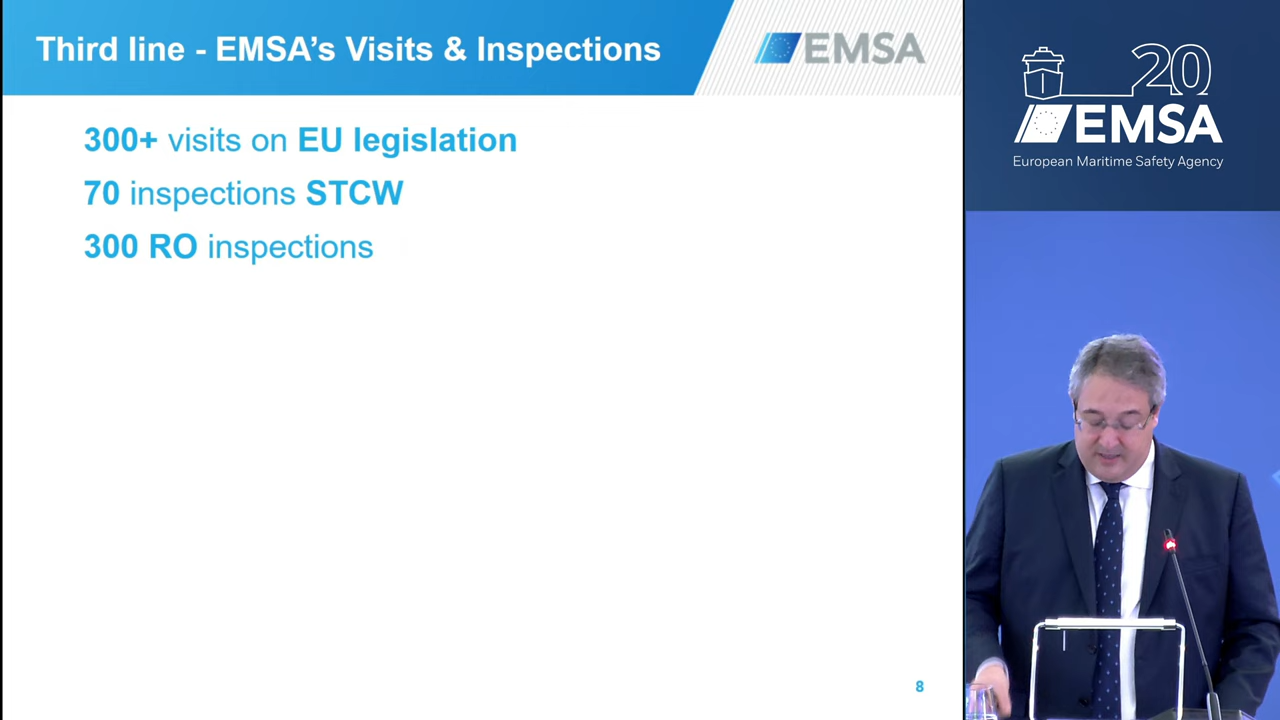 Third line - EMSA's Visits & Inspections
EMSA
300+ visits on EU legislation
70 inspections STCW
300 RO inspections
8
20
EMSA
European Maritime Safety Agency